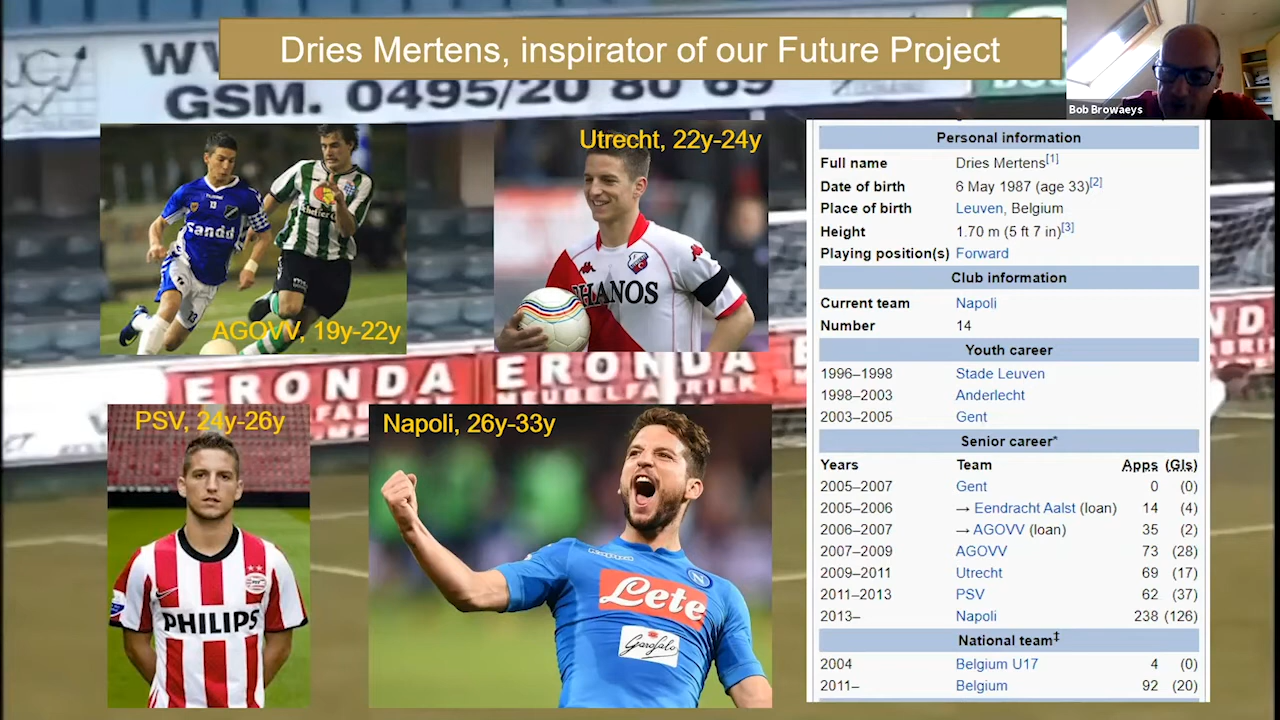 Dries Mertens, inspirator of our Future Project
GSM. 0495/20 80 69
Bob Browaeys
AGOVV, 19y-22y
Utrecht, 22y-24y
PHANOS
ERONDA
ERONDA
PSV, 24y-26y
PHILIPS
Napoli, 26y-33y
Lete
Garofalo
Personal information
Full name Dries Mertens[1]
Date of birth 6 May 1987 (age 33)[2]
Place of birth Leuven, Belgium
Height 1.70 m (5 ft 7 in)[3]
Playing position(s) Forward
Club information
Current team Napoli
Number 14
Youth career
1996–1998 Stade Leuven
1998–2003 Anderlecht
2003–2005 Gent
Senior career*
Years Team Apps (Gls)
2005–2007 Gent 0 (0)
2005–2006 → Eendracht Aalst (loan) 14 (4)
2006–2007 → AGOVV (loan) 35 (2)
2007–2009 AGOVV 73 (28)
2009–2011 Utrecht 69 (17)
2011–2013 PSV 62 (37)
2013– Napoli 238 (126)
National team‡
2004 Belgium U17 4 (0)
2011– Belgium 92 (20)